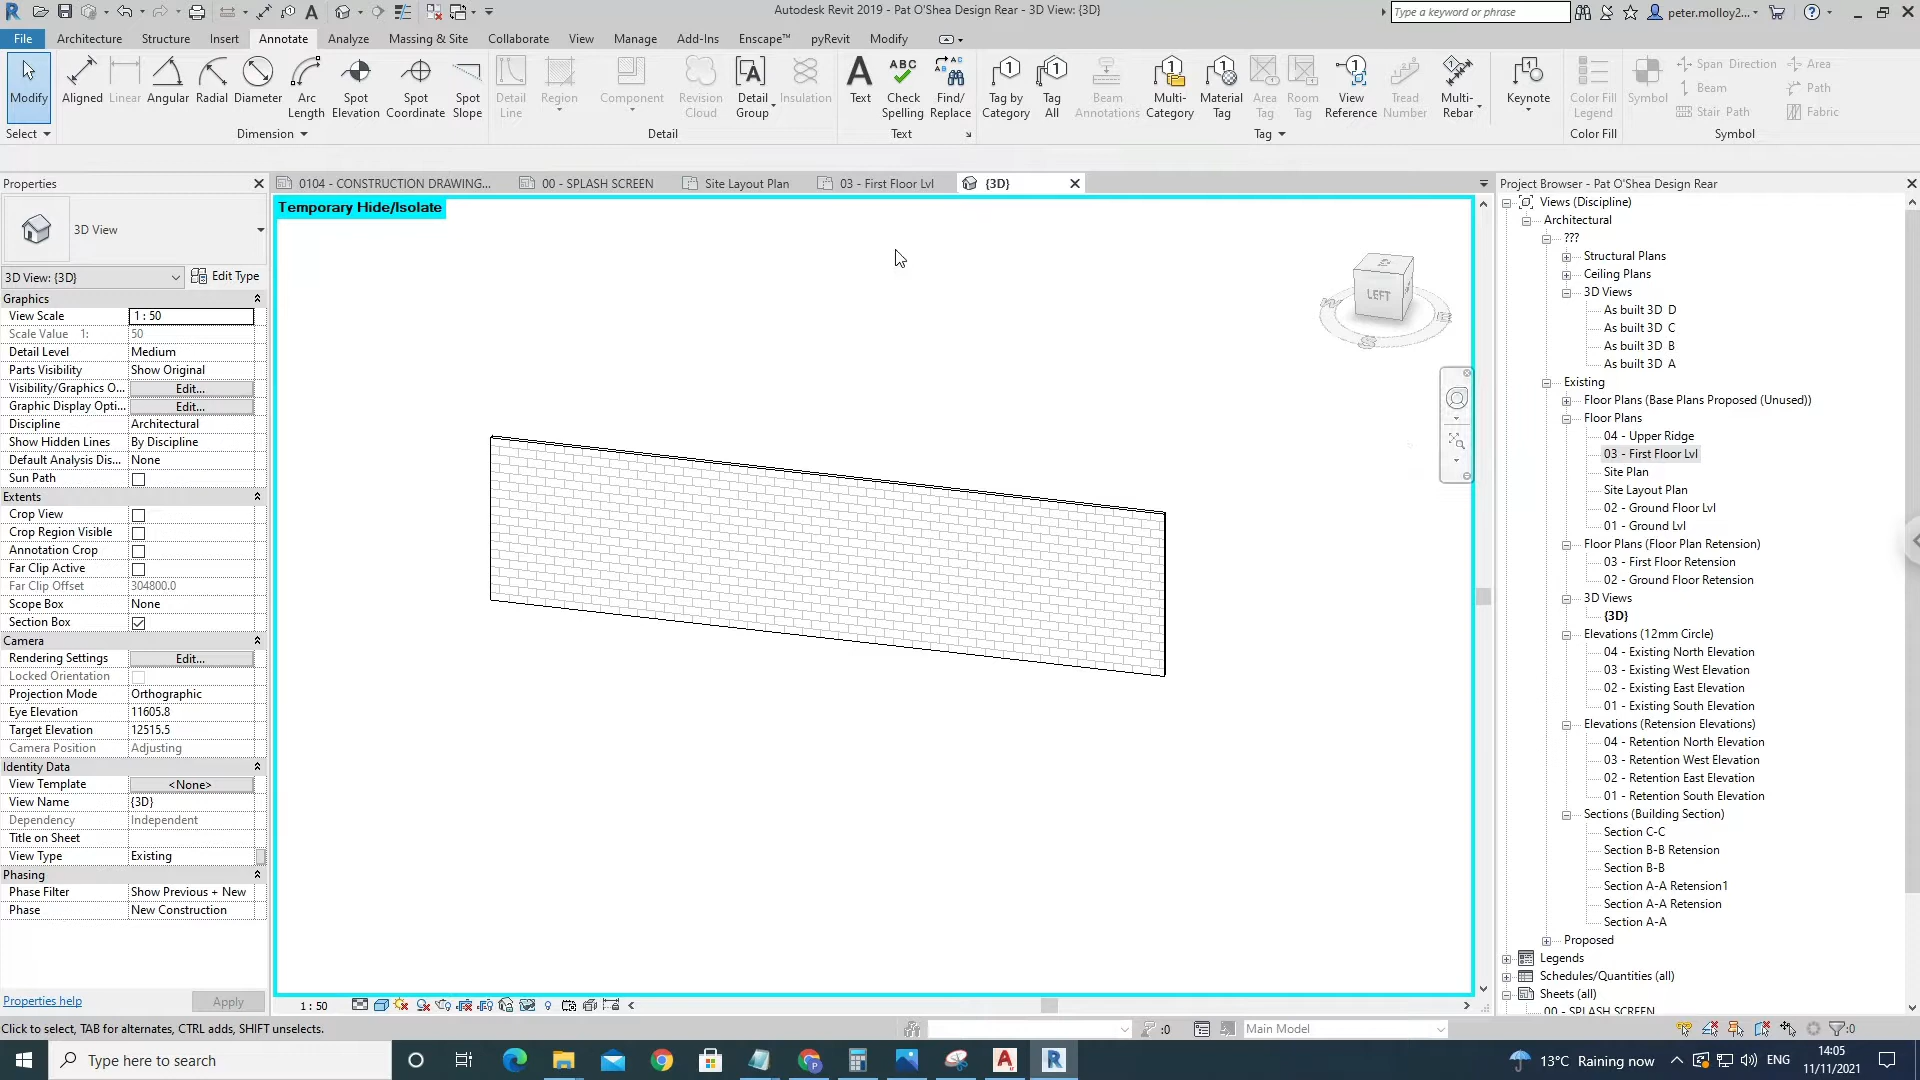 Autodesk Revit 2019 - Pat O'Shea Design Rear - 3D View: {3D}
Type a keyword or phrase
peter.molloy2...
File Architecture Structure Insert Annotate Analyze Massing & Site Collaborate View Manage Add-Ins Enscape™ pyRevit Modify
Modify Aligned Linear Angular Radial Diameter Arc Length Spot Elevation Spot Coordinate Spot Slope Detail Line Region Component Revision Cloud Detail Group Insulation Text Check Spelling Find/ Replace Tag by Category Tag All Beam Annotations Multi- Category Material Tag Area Tag Room Tag View Reference Tread Number Multi- Rebar Keynote Color Fill Legend Symbol
Span Direction Area
Beam Path
Stair Path Fabric
Select Dimension Detail Text Tag Color Fill Symbol
Properties
0104 - CONSTRUCTION DRAWING... 00 - SPLASH SCREEN Site Layout Plan 03 - First Floor Lvl {3D}
3D View
3D View: {3D} Edit Type
Graphics
View Scale 1 : 50
Scale Value 1: 50
Detail Level Medium
Parts Visibility Show Original
Visibility/Graphics O... Edit...
Graphic Display Opti... Edit...
Discipline Architectural
Show Hidden Lines By Discipline
Default Analysis Dis... None
Sun Path
Extents
Crop View
Crop Region Visible
Annotation Crop
Far Clip Active
Far Clip Offset 304800.0
Scope Box None
Section Box
Camera
Rendering Settings Edit...
Locked Orientation
Projection Mode Orthographic
Eye Elevation 11605.8
Target Elevation 12515.5
Camera Position Adjusting
Identity Data
View Template <None>
View Name {3D}
Dependency Independent
Title on Sheet
View Type Existing
Phasing
Phase Filter Show Previous + New
Phase New Construction
Properties help Apply
Temporary Hide/Isolate
LEFT
1 : 50
Project Browser - Pat O'Shea Design Rear
Views (Discipline)
Architectural
???
Structural Plans
Ceiling Plans
3D Views
As built 3D D
As built 3D C
As built 3D B
As built 3D A
Existing
Floor Plans (Base Plans Proposed (Unused))
Floor Plans
04 - Upper Ridge
03 - First Floor Lvl
Site Plan
Site Layout Plan
02 - Ground Floor Lvl
01 - Ground Lvl
Floor Plans (Floor Plan Retension)
03 - First Floor Retension
02 - Ground Floor Retension
3D Views
{3D}
Elevations (12mm Circle)
04 - Existing North Elevation
03 - Existing West Elevation
02 - Existing East Elevation
01 - Existing South Elevation
Elevations (Retension Elevations)
04 - Retension North Elevation
03 - Retension West Elevation
02 - Retension East Elevation
01 - Retension South Elevation
Sections (Building Section)
Section C-C
Section B-B Retension
Section B-B
Section A-A Retension1
Section A-A Retension
Section A-A
Proposed
Legends
Schedules/Quantities (all)
Sheets (all)
00 - SPLASH SCREEN
Click to select, TAB for alternates, CTRL adds, SHIFT unselects.
:0 Main Model :0
Type here to search
13°C Raining now ENG
14:05
11/11/2021